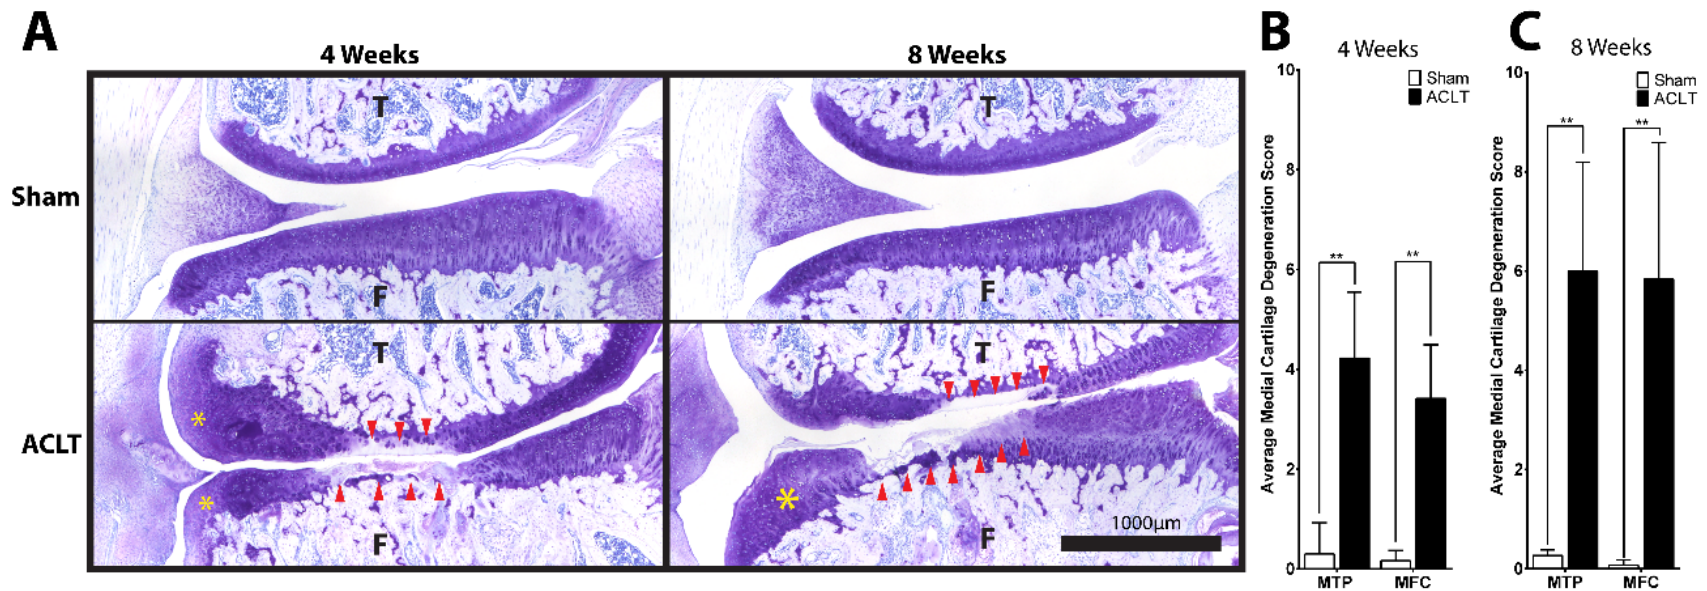 A
4 Weeks
8 Weeks
Sham
T
T
F
F
ACLT
T
T
*
*
*
F
F
1000µm
B
4 Weeks
Sham
ACLT
Average Medial Cartilage Degeneration Score
10
8
6
4
2
0
**
**
MTP
MFC
C
8 Weeks
Sham
ACLT
Average Medial Cartilage Degeneration Score
10
8
6
4
2
0
**
**
MTP
MFC